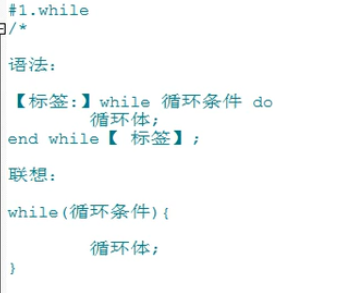 #1.while
/*
语法：
【标签:】while 循环条件 do
循环体;
end while【 标签】;
联想：
while(循环条件){
循环体;
}